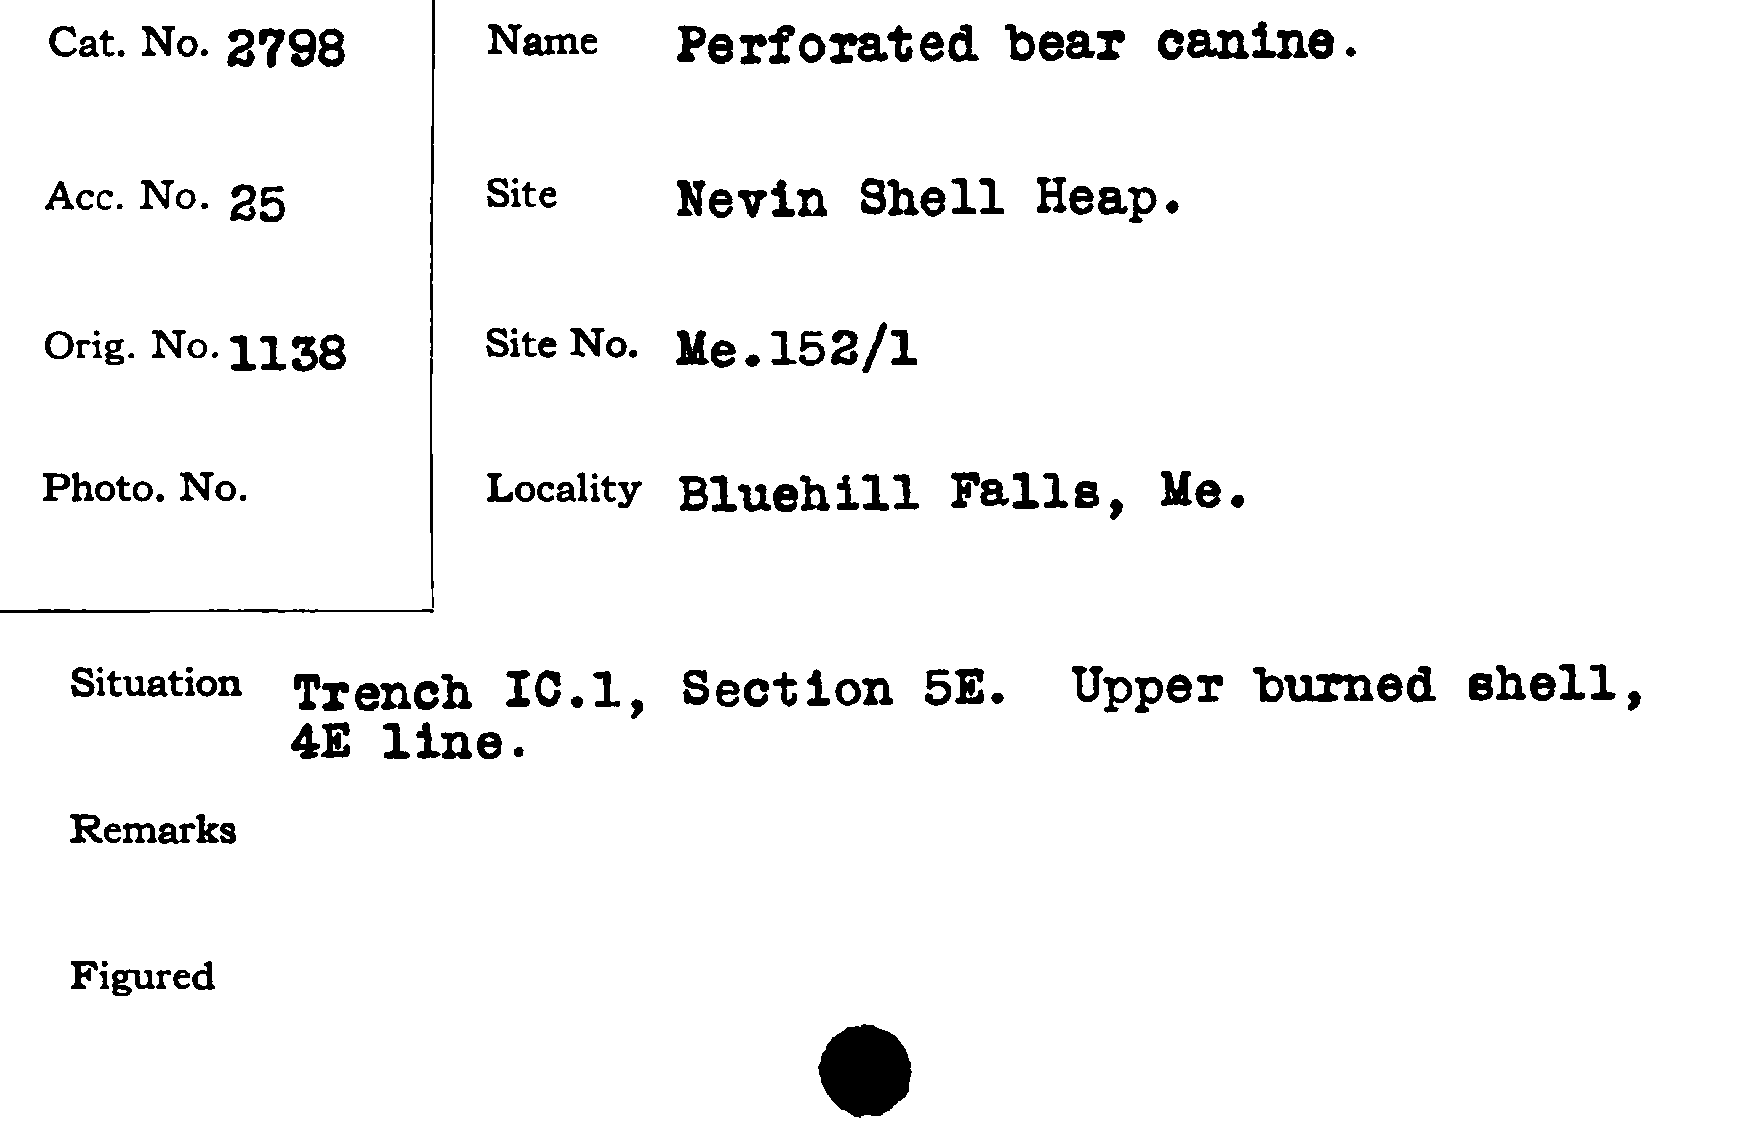 Cat. No. 2798
Name Perforated bear canine.
Acc. No. 25
Site Nevin Shell Heap.
Orig. No. 1138
Site No. Me.152/1
Photo. No.
Locality Bluehill Falls, Me.
Situation Trench IC.1, Section 5E. Upper burned shell,
4E line.
Remarks
Figured